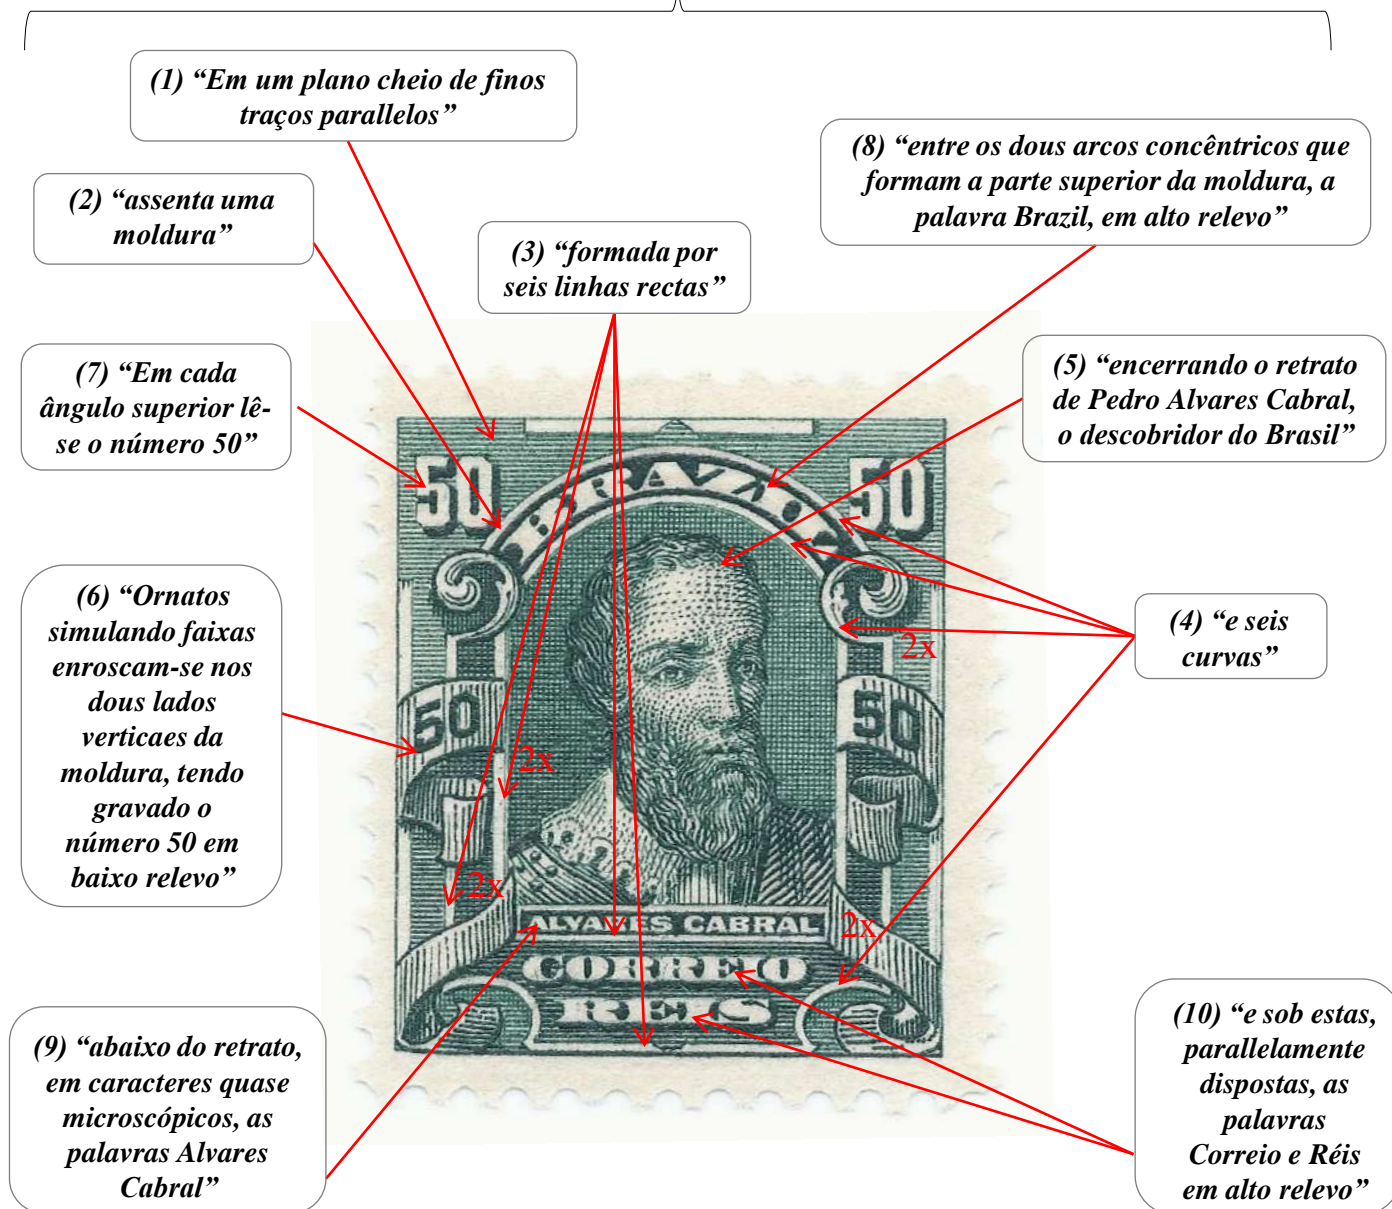 (1) “Em um plano cheio de finos
traços parallelos”
(8) “entre os dous arcos concêntricos que
formam a parte superior da moldura, a
palavra Brazil, em alto relevo”
(2) “assenta uma
moldura”
(3) “formada por
seis linhas rectas”
(7) “Em cada
ângulo superior lê-
se o número 50”
(5) “encerrando o retrato
de Pedro Alvares Cabral,
o descobridor do Brasil”
50
BRAZIL
50
(6) “Ornatos
simulando faixas
enroscam-se nos
dous lados
verticaes da
moldura, tendo
gravado o
número 50 em
baixo relevo”
(4) “e seis
curvas”
2x
50
50
2x
2x
2x
ALVARES CABRAL
CORREIO
REIS
(9) “abaixo do retrato,
em caracteres quase
microscópicos, as
palavras Alvares
Cabral”
(10) “e sob estas,
parallelamente
dispostas, as
palavras
Correio e Réis
em alto relevo”